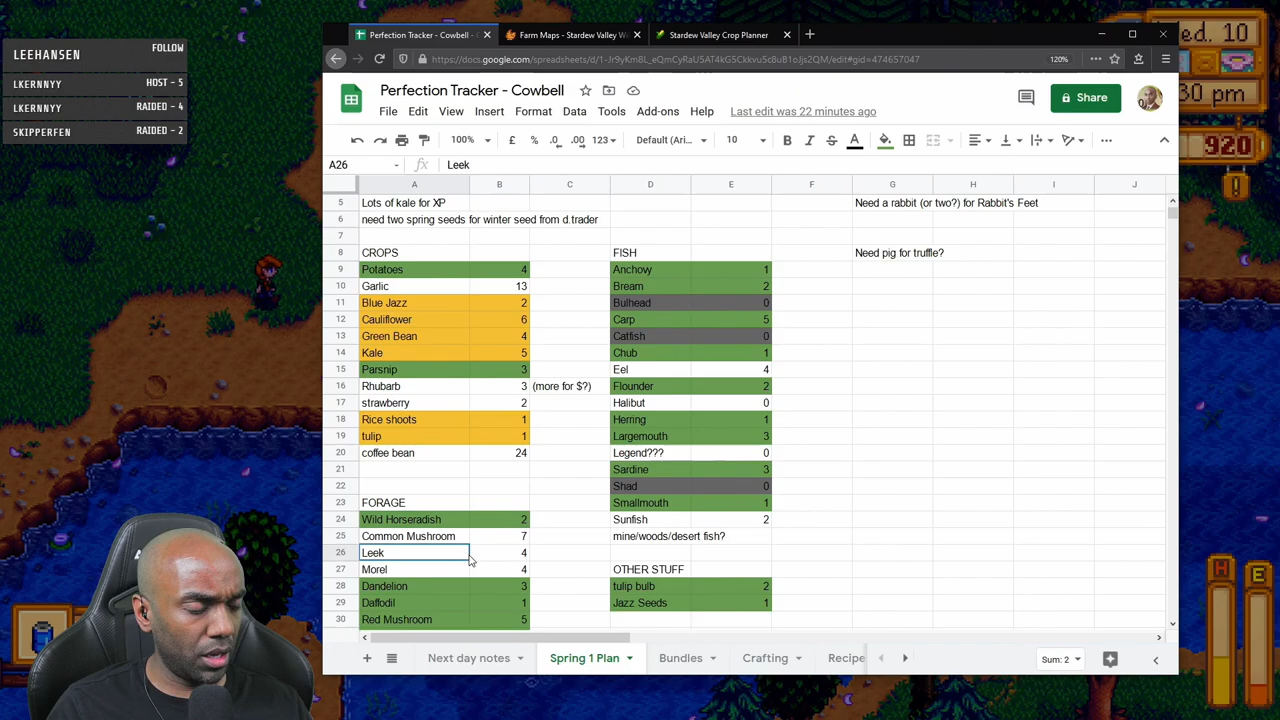 LEEHANSEN FOLLOW
LKERNNYY HOST - 5
LKERNNYY RAIDED - 4
SKIPPERFEN RAIDED - 2
Perfection Tracker - Cowbell -
Farm Maps - Stardew Valley W
Stardew Valley Crop Planner
120%
Perfection Tracker - Cowbell
File Edit View Insert Format Data Tools Add-ons Help Last edit was 22 minutes ago
Share
100% £ % .0 .00 123 Default (Ari... 10 B I S A
A26 fx Leek
A B C D E F G H I J
5 Lots of kale for XP Need a rabbit (or two?) for Rabbit's Feet
6 need two spring seeds for winter seed from d.trader
7
8 CROPS FISH Need pig for truffle?
9 Potatoes 4 Anchovy 1
10 Garlic 13 Bream 2
11 Blue Jazz 2 Bulhead 0
12 Cauliflower 6 Carp 5
13 Green Bean 4 Catfish 0
14 Kale 5 Chub 1
15 Parsnip 3 Eel 4
16 Rhubarb 3 (more for $?) Flounder 2
17 strawberry 2 Halibut 0
18 Rice shoots 1 Herring 1
19 tulip 1 Largemouth 3
20 coffee bean 24 Legend??? 0
21 Sardine 3
22 Shad 0
23 FORAGE Smallmouth 1
24 Wild Horseradish 2 Sunfish 2
25 Common Mushroom 7 mine/woods/desert fish?
26 Leek 4
27 Morel 4 OTHER STUFF
28 Dandelion 3 tulip bulb 2
29 Daffodil 1 Jazz Seeds 1
30 Red Mushroom 5
Next day notes Spring 1 Plan Bundles Crafting Recipe Sum: 2
ed. 10
30 pm
920
H E